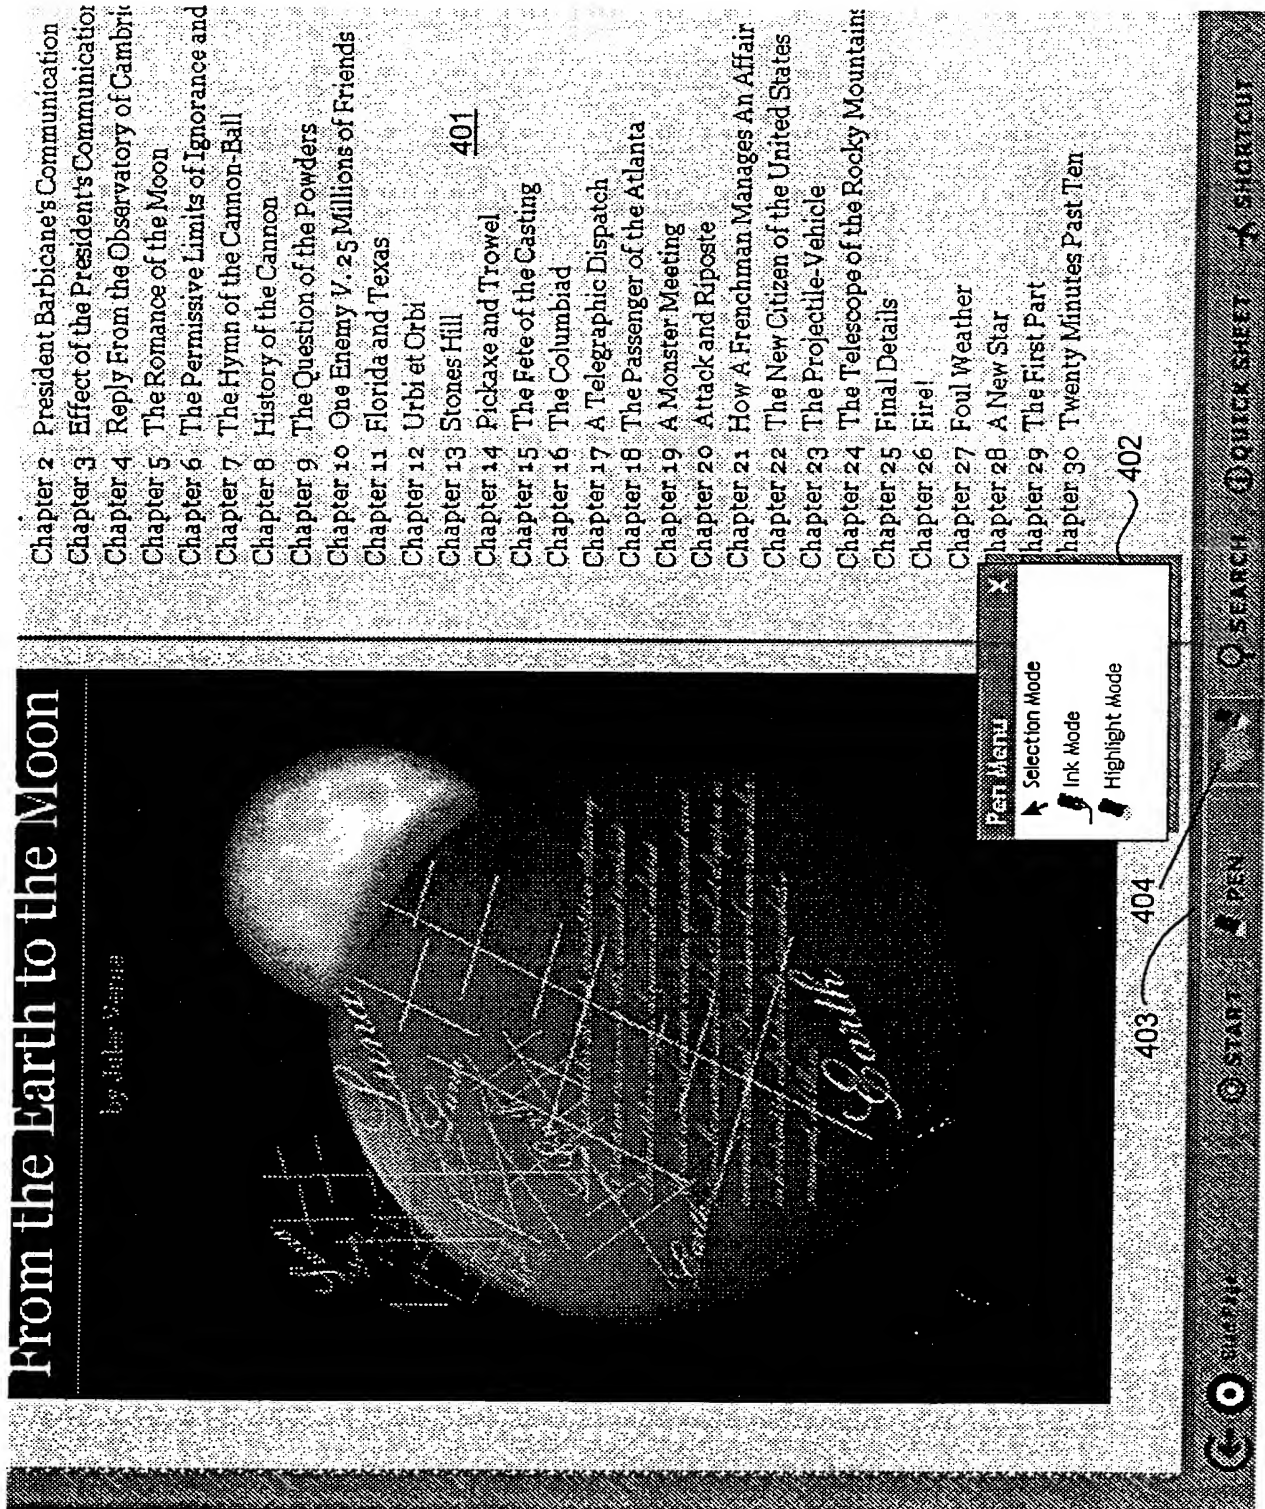 From the Earth to the Moon
by Jules Verne
Luna
Earth
Chapter 2 President Barbicane's Communication
Chapter 3 Effect of the President's Communication
Chapter 4 Reply From the Observatory of Cambri
Chapter 5 The Romance of the Moon
Chapter 6 The Permissive Limits of Ignorance and
Chapter 7 The Hymn of the Cannon-Ball
Chapter 8 History of the Cannon
Chapter 9 The Question of the Powders
Chapter 10 One Enemy V. 25 Millions of Friends
Chapter 11 Florida and Texas
Chapter 12 Urbi et Orbi
Chapter 13 Stones Hill
401
Chapter 14 Pickaxe and Trowel
Chapter 15 The Fete of the Casting
Chapter 16 The Columbiad
Chapter 17 A Telegraphic Dispatch
Chapter 18 The Passenger of the Atlanta
Chapter 19 A Monster Meeting
Chapter 20 Attack and Riposte
Chapter 21 How A Frenchman Manages An Affair
Chapter 22 The New Citizen of the United States
Chapter 23 The Projectile-Vehicle
Chapter 24 The Telescope of the Rocky Mountains
Chapter 25 Final Details
Chapter 26 Fire!
Chapter 27 Foul Weather
hapter 28 A New Star
hapter 29 The First Part
hapter 30 Twenty Minutes Past Ten
Pen Menu X
Selection Mode
Ink Mode
Highlight Mode
402
403
404
START PEN SEARCH QUICK SHEET SHORTCUT